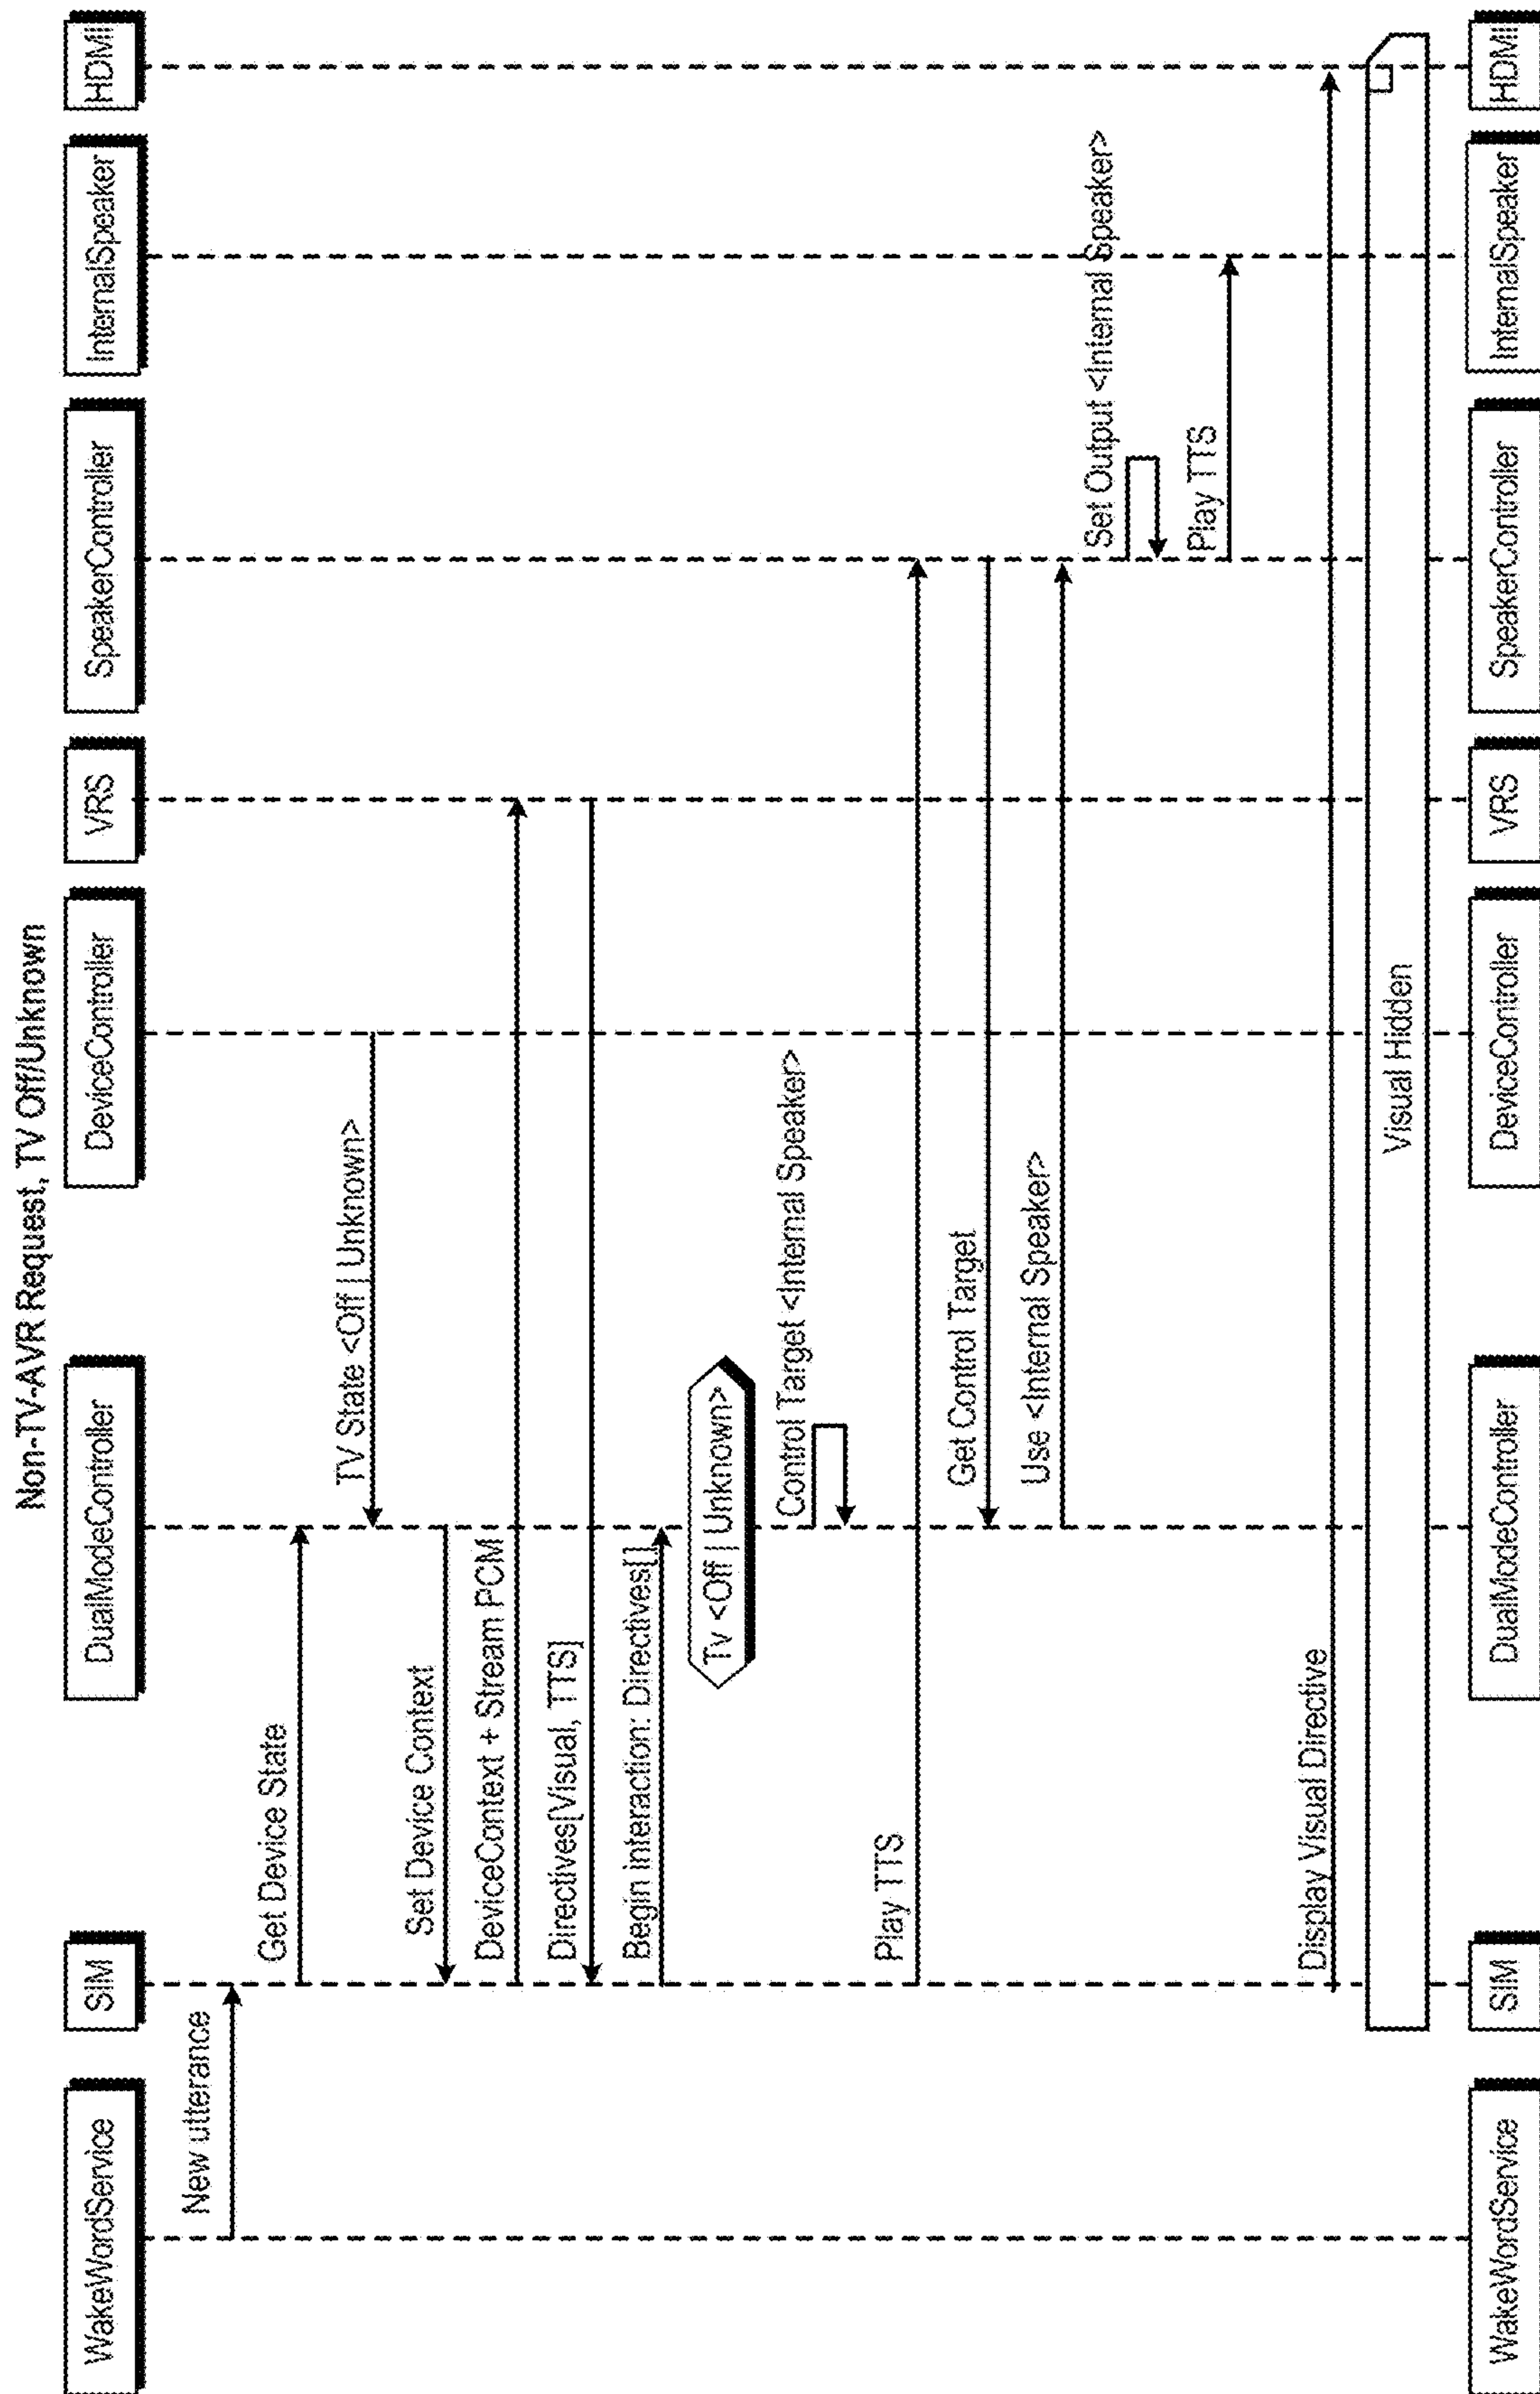 Non-TV-AVR Request, TV Off/Unknown
WakeWordService
SIM
DualModeController
DeviceController
VRS
SpeakerController
InternalSpeaker
HDMI
New utterance
Get Device State
TV State <Off | Unknown>
Set Device Context
DeviceContext + Stream PCM
Directives[Visual, TTS]
Begin interaction: Directives[]
Tv <Off | Unknown>
Control Target <Internal Speaker>
Play TTS
Get Control Target
Use <Internal Speaker>
Set Output <Internal Speaker>
Play TTS
Display Visual Directive
Visual Hidden
WakeWordService
SIM
DualModeController
DeviceController
VRS
SpeakerController
InternalSpeaker
HDMI